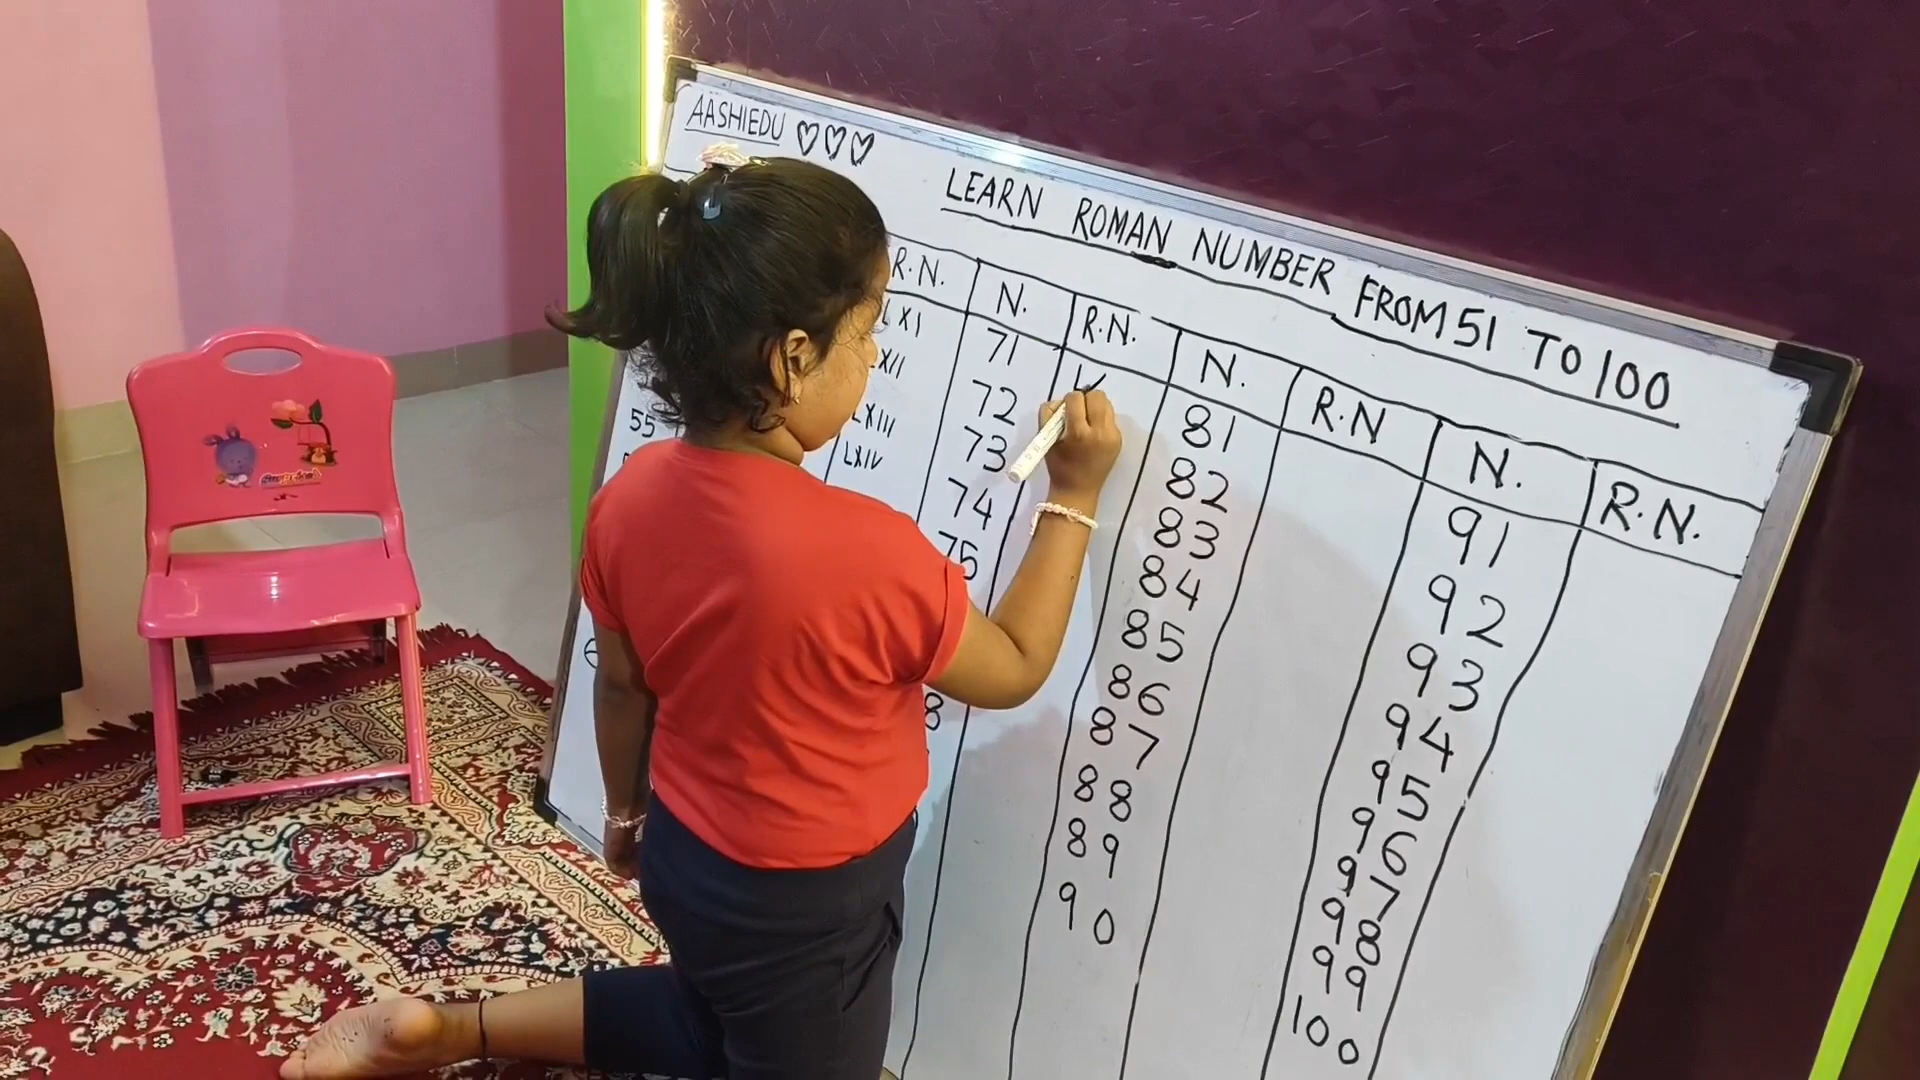 AASHIEDU ♡♡♡
LEARN ROMAN NUMBER FROM 51 TO 100
R.N. N. R.N. N. R.N N. R.N.
LXI 71 81 91
LXII 72 82 92
55 LXIII 73 83 93
LXIV 74 84 94
75 85 95
86 96
87 97
88 98
89 99
90 100